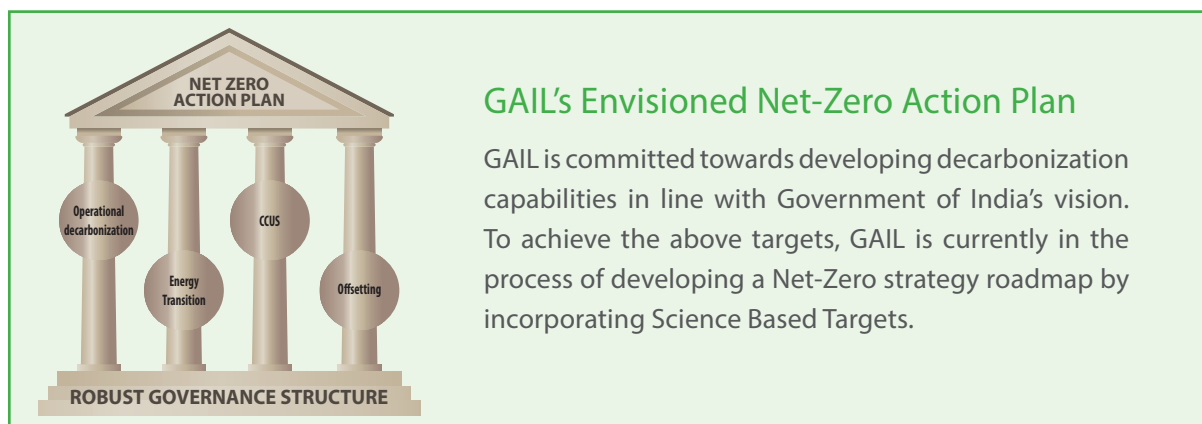 NET ZERO
ACTION PLAN
Operational
decarbonization
CCUS
Energy
Transition
Offsetting
ROBUST GOVERNANCE STRUCTURE
GAIL's Envisioned Net-Zero Action Plan
GAIL is committed towards developing decarbonization
capabilities in line with Government of India's vision.
To achieve the above targets, GAIL is currently in the
process of developing a Net-Zero strategy roadmap by
incorporating Science Based Targets.